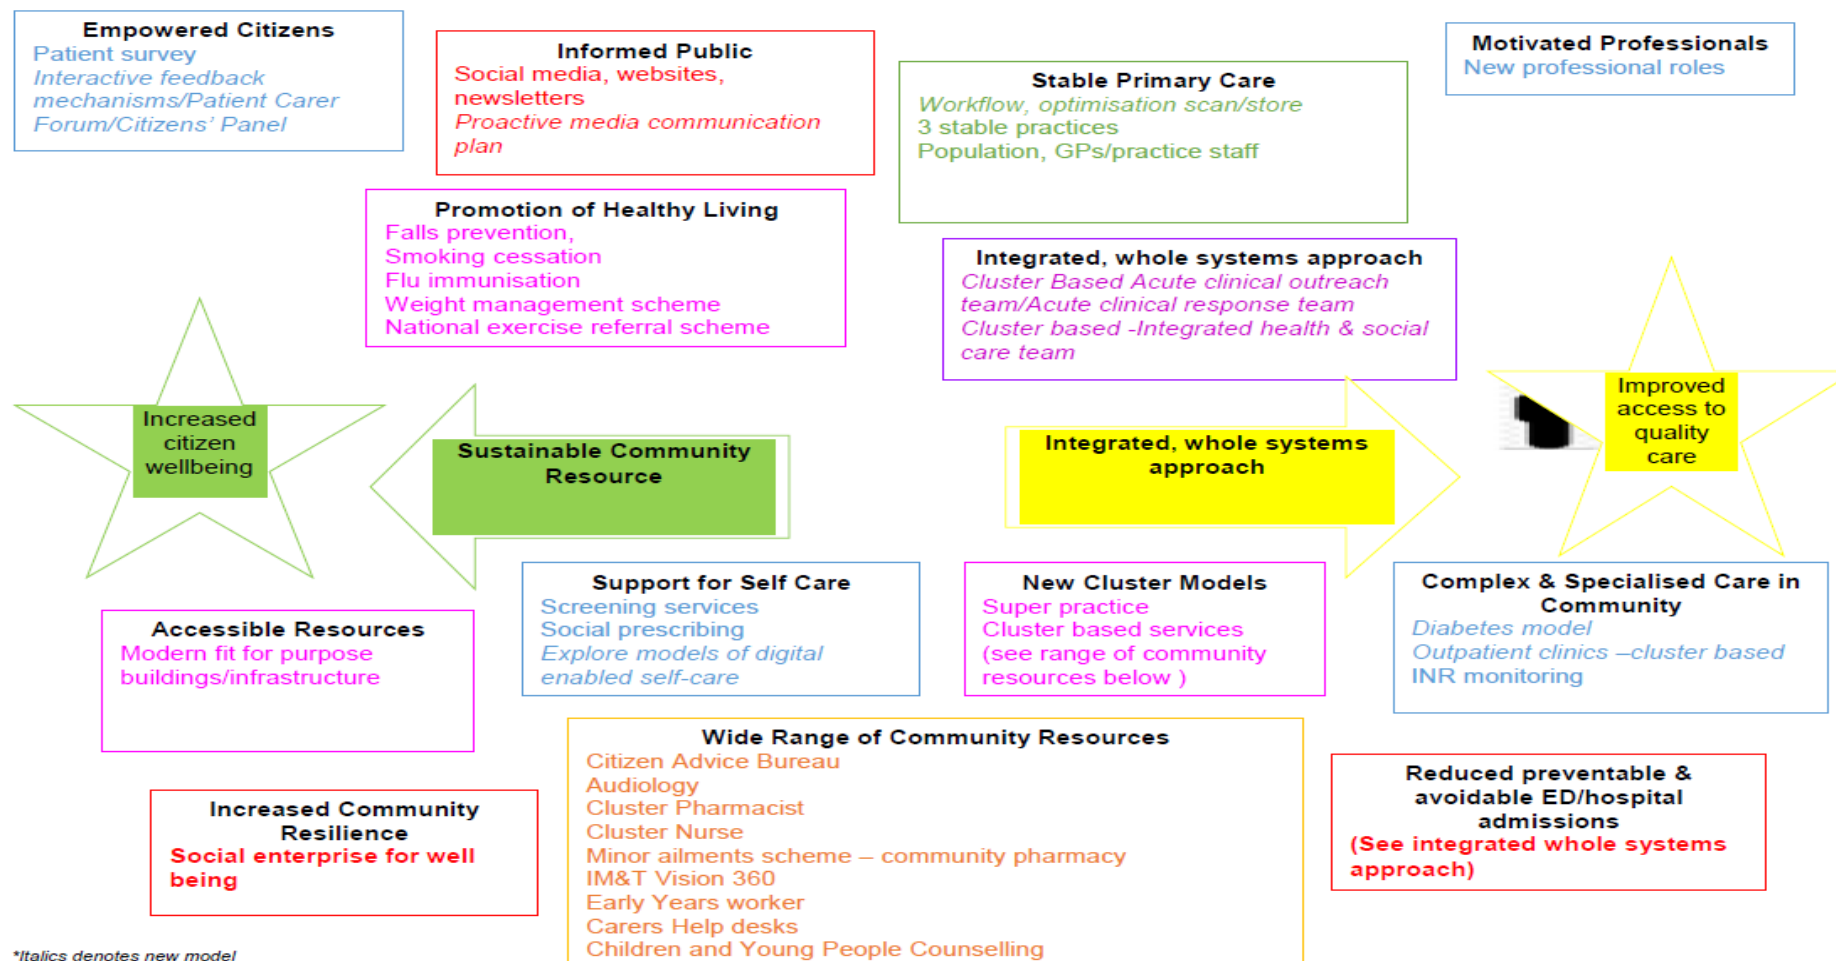 Empowered Citizens
Patient survey
Interactive feedback
mechanisms/Patient Carer
Forum/Citizens' Panel
Informed Public
Social media, websites,
newsletters
Proactive media communication
plan
Stable Primary Care
Workflow, optimisation scan/store
3 stable practices
Population, GPs/practice staff
Motivated Professionals
New professional roles
Promotion of Healthy Living
Falls prevention,
Smoking cessation
Flu immunisation
Weight management scheme
National exercise referral scheme
Integrated, whole systems approach
Cluster Based Acute clinical outreach
team/Acute clinical response team
Cluster based -Integrated health & social
care team
Increased
citizen
wellbeing
Sustainable Community
Resource
Integrated, whole systems
approach
Improved
access to
quality
care
Accessible Resources
Modern fit for purpose
buildings/infrastructure
Support for Self Care
Screening services
Social prescribing
Explore models of digital
enabled self-care
New Cluster Models
Super practice
Cluster based services
(see range of community
resources below )
Complex & Specialised Care in
Community
Diabetes model
Outpatient clinics –cluster based
INR monitoring
Increased Community
Resilience
Social enterprise for well
being
Wide Range of Community Resources
Citizen Advice Bureau
Audiology
Cluster Pharmacist
Cluster Nurse
Minor ailments scheme – community pharmacy
IM&T Vision 360
Early Years worker
Carers Help desks
Children and Young People Counselling
Reduced preventable &
avoidable ED/hospital
admissions
(See integrated whole systems
approach)
*Italics denotes new model